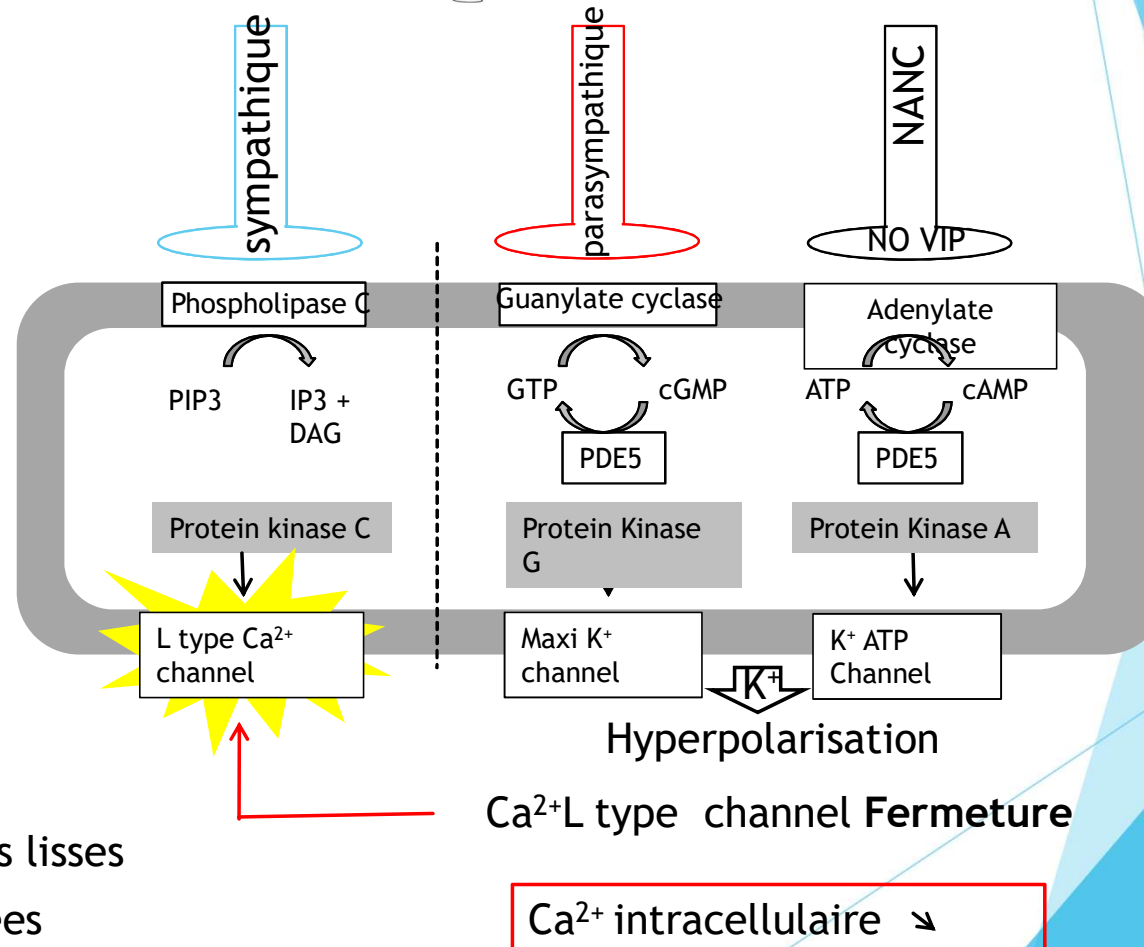 sympathique
parasympathique
NANC
NO VIP
Phospholipase C
Guanylate cyclase
Adenylate
cyclase
PIP3
IP3 +
DAG
GTP
cGMP
ATP
cAMP
PDE5
PDE5
Protein kinase C
Protein Kinase
G
Protein Kinase A
L type Ca²⁺
channel
Maxi K⁺
channel
K⁺ ATP
Channel
K⁺
Hyperpolarisation
Ca²⁺L type channel Fermeture
s lisses
es
Ca²⁺ intracellulaire ↘